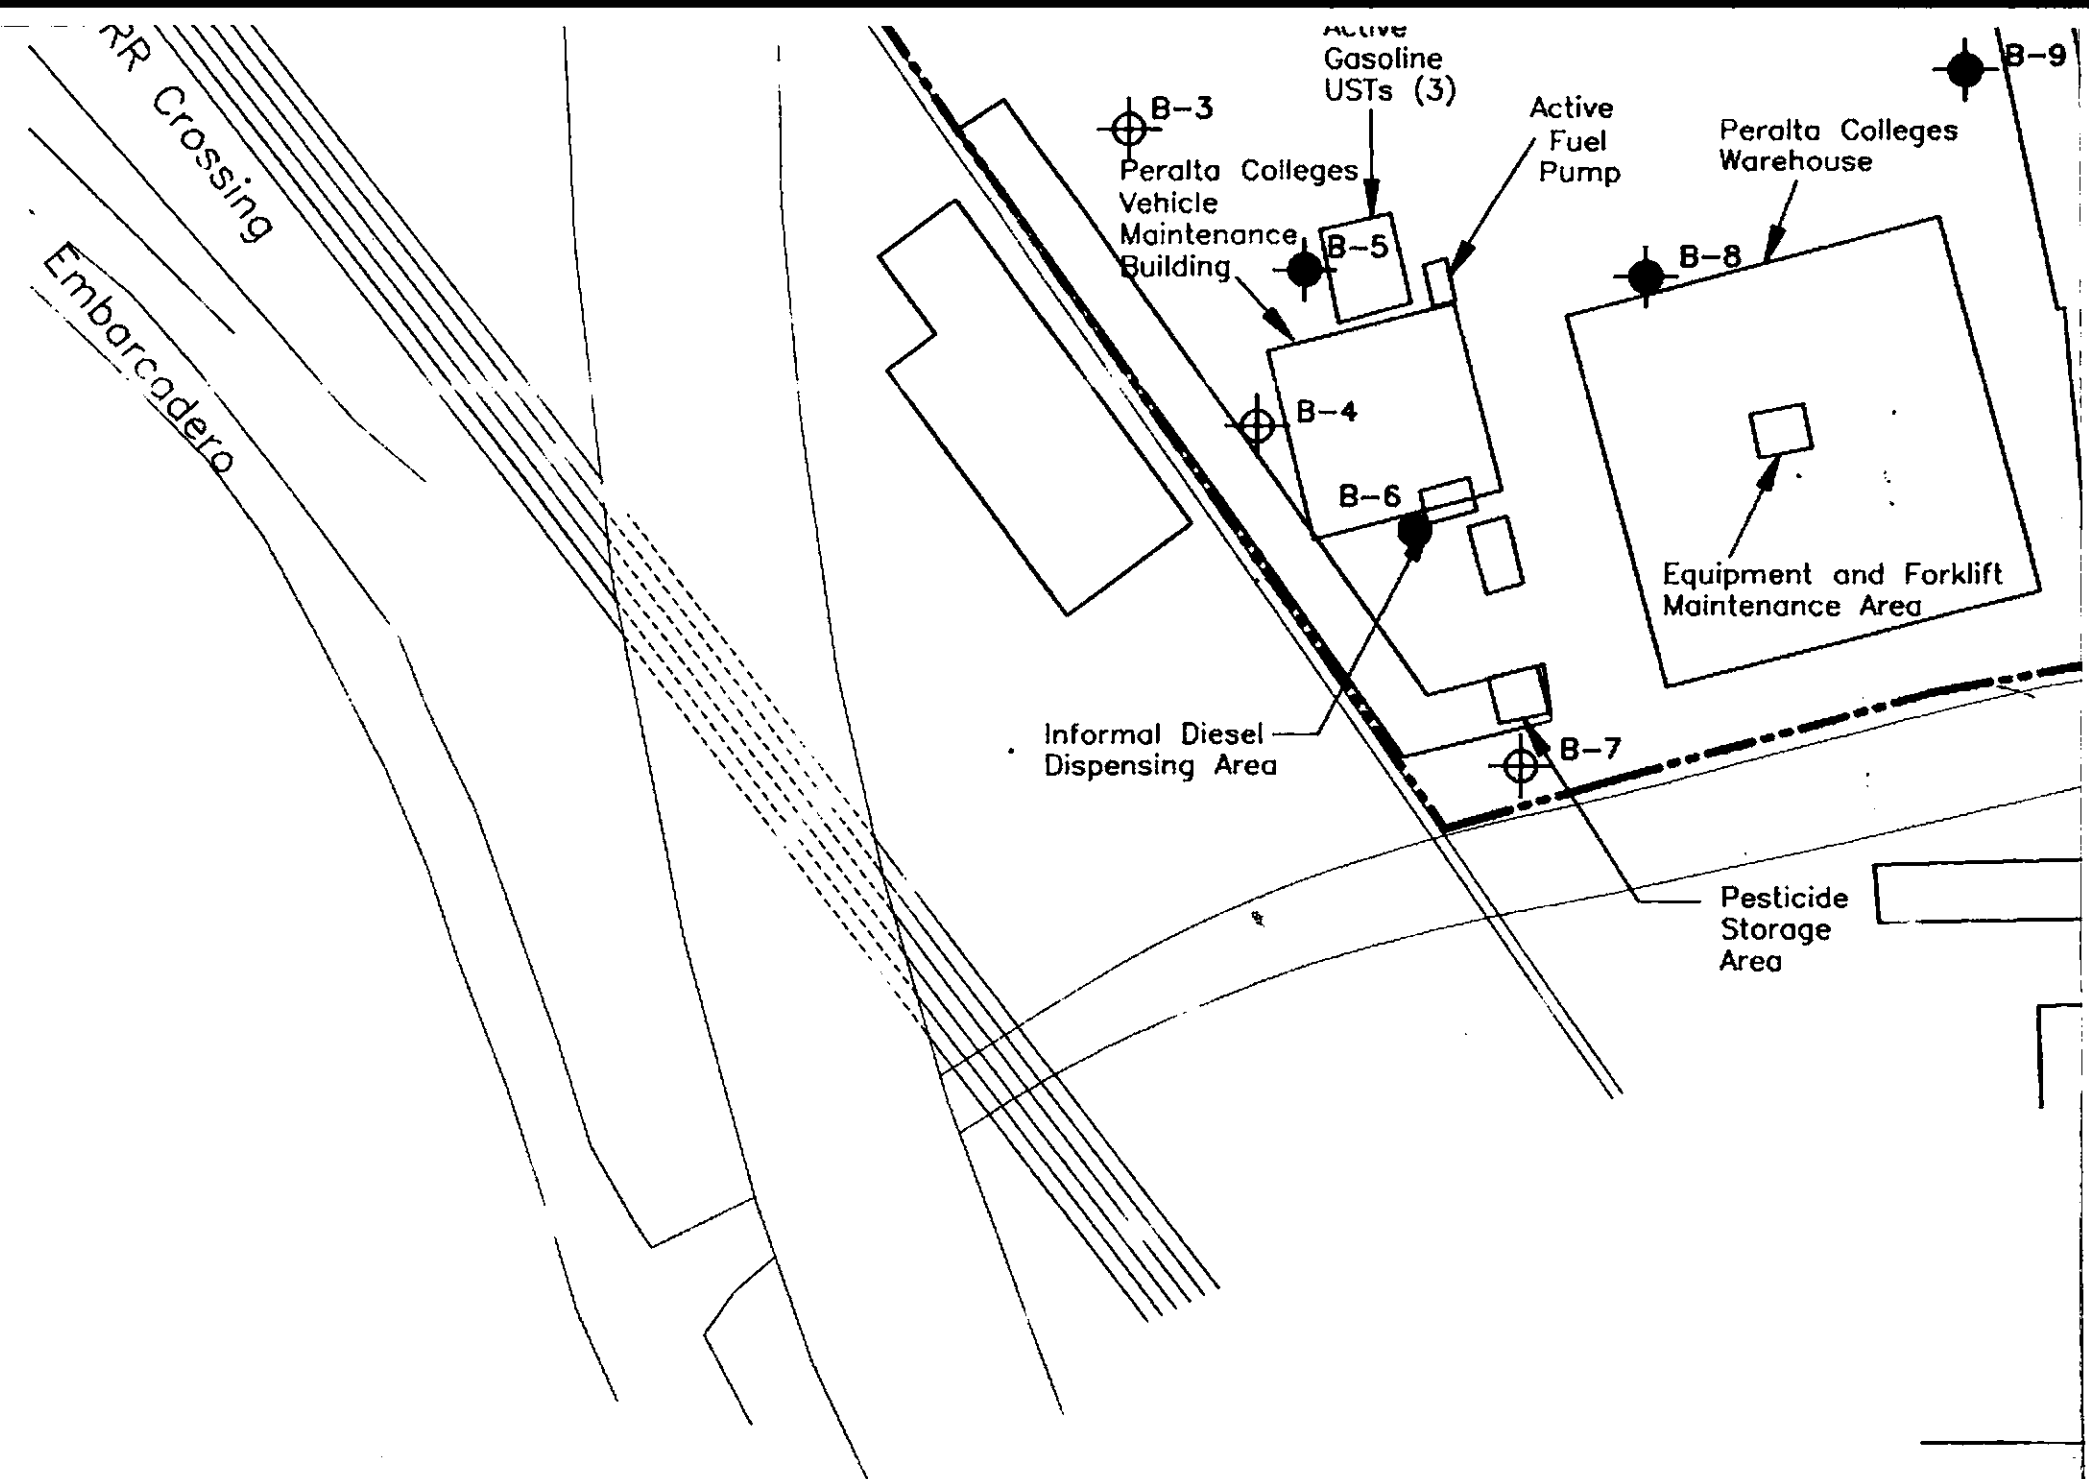 RR Crossing
Embarcadero
B-3
Active
Gasoline
USTs (3)
Active
Fuel
Pump
B-9
Peralta Colleges
Warehouse
Peralta Colleges
Vehicle
Maintenance
Building
B-5
B-8
B-4
B-6
Equipment and Forklift
Maintenance Area
Informal Diesel
Dispensing Area
B-7
Pesticide
Storage
Area